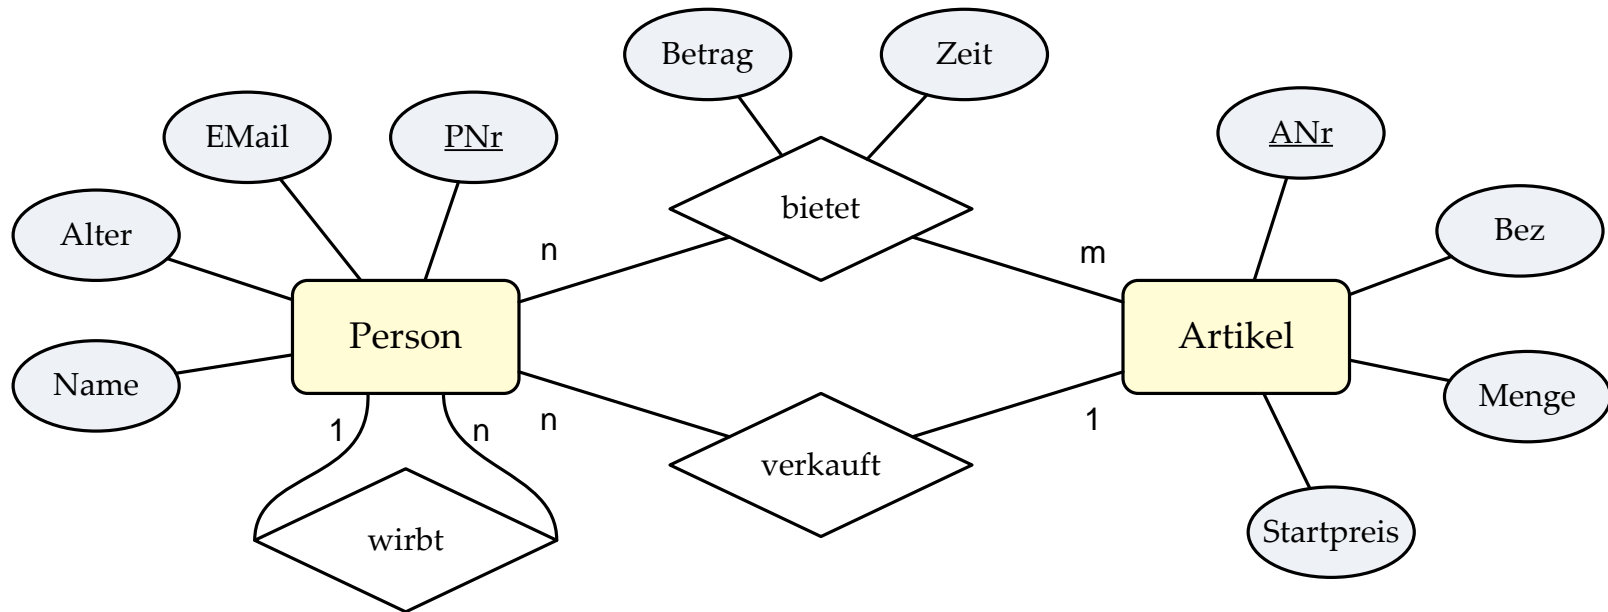 Betrag
Zeit
EMail
PNr
ANr
Alter
bietet
Bez
n
m
Person
Artikel
Name
Menge
1
n
n
1
verkauft
Startpreis
wirbt